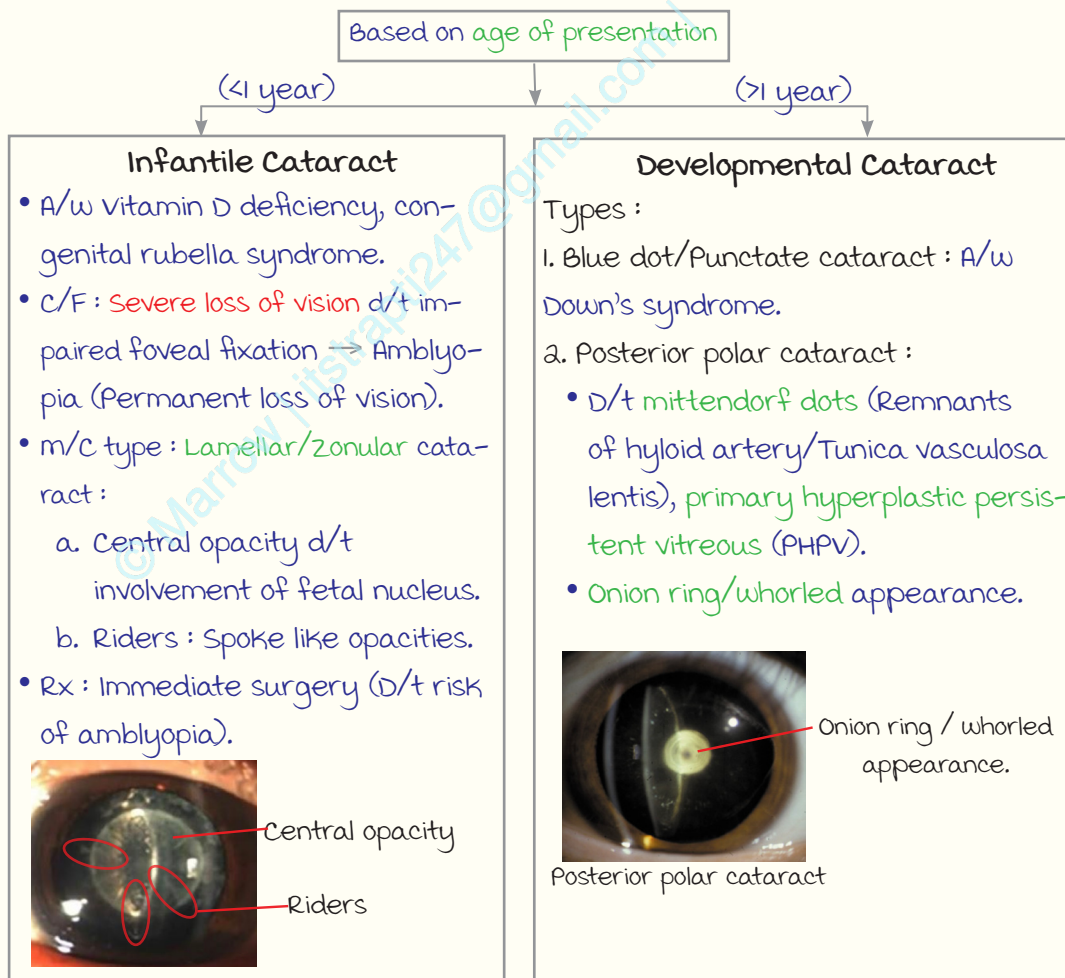 Based on age of presentation
(<1 year)
(>1 year)
Infantile Cataract
• A/w Vitamin D deficiency, con-
genital rubella syndrome.
• C/F : Severe loss of vision d/t im-
paired foveal fixation → Amblyo-
pia (Permanent loss of vision).
• M/C type : Lamellar/Zonular cata-
ract :
a. Central opacity d/t
involvement of fetal nucleus.
b. Riders : Spoke like opacities.
• Rx : Immediate surgery (D/t risk
of amblyopia).
Central opacity
Riders
Developmental Cataract
Types :
1. Blue dot/Punctate cataract : A/w
Down's syndrome.
2. Posterior polar cataract :
• D/t mittendorf dots (Remnants
of hyloid artery/Tunica vasculosa
lentis), primary hyperplastic persis-
tent vitreous (PHPV).
• Onion ring/whorled appearance.
Onion ring / whorled
appearance.
Posterior polar cataract
© Marrow | itstrapti247@gmail.com |